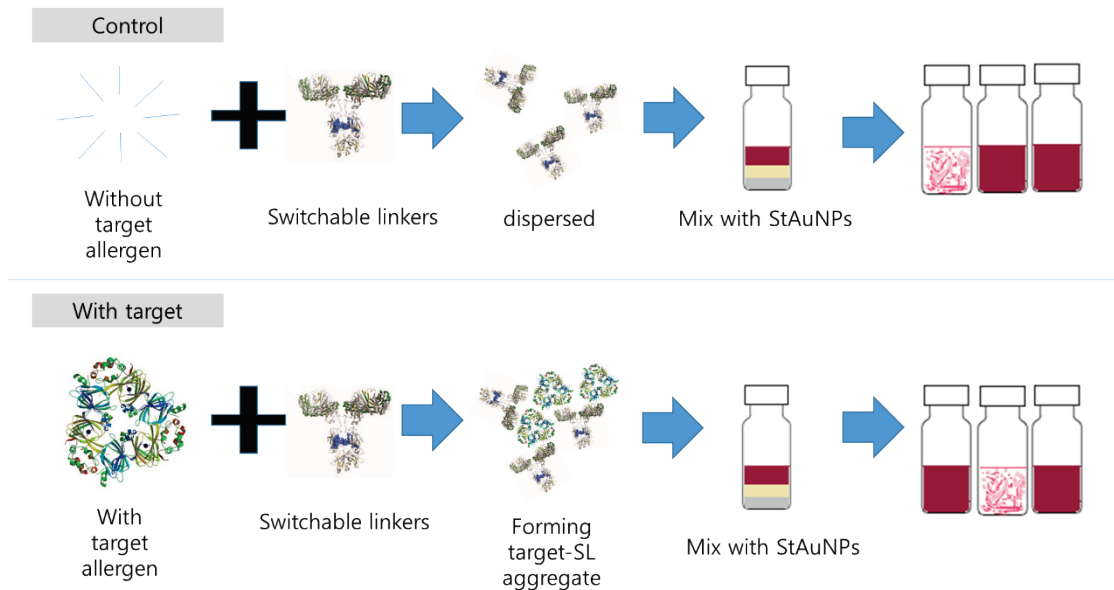 Control
Without
target
allergen
Switchable linkers
dispersed
Mix with StAuNPs
With target
With
target
allergen
Switchable linkers
Forming
target-SL
aggregate
Mix with StAuNPs